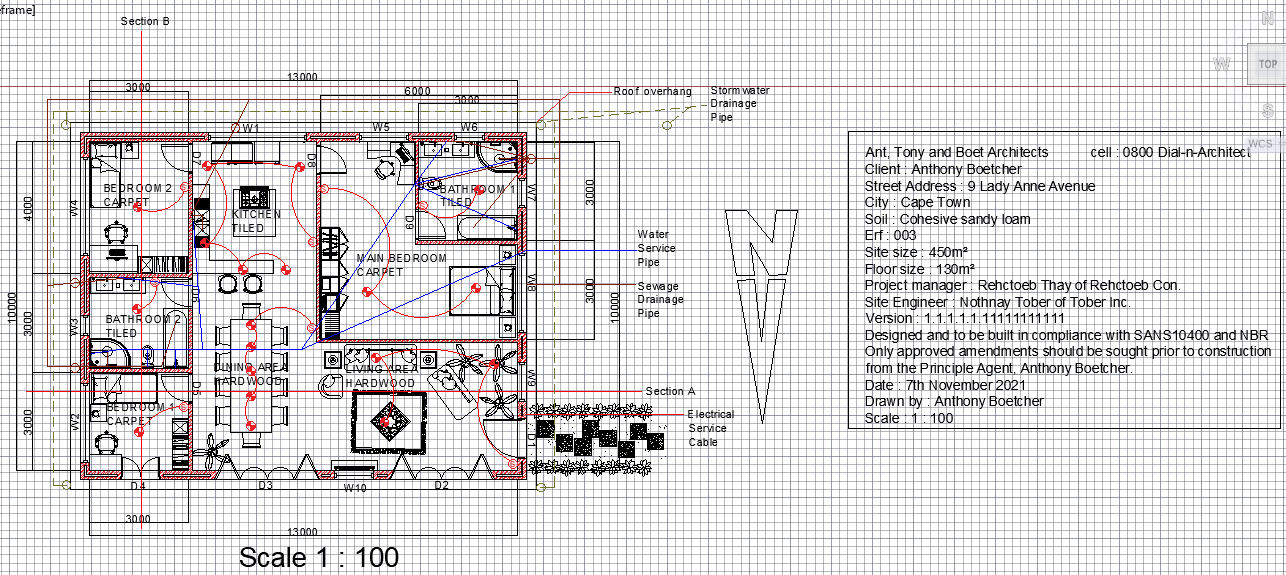 eframe]
Section B
N
W
TOP
S
WCS
13000
3000
6000
3000
Roof overhang
Stormwater
Drainage
Pipe
W1
W5
W6
D7
D8
BEDROOM 2
CARPET
KITCHEN
TILED
BATHROOM 1
TILED
W7
3000
W4
4000
D9
MAIN BEDROOM
CARPET
Water
Service
Pipe
W8
3000
Sewage
Drainage
Pipe
10000
10000
BATHROOM 2
TILED
W3
3000
DINING AREA
HARDWOOD
LIVING AREA
HARDWOOD
W9
Section A
BEDROOM 1
CARPET
W2
3000
Electrical
Service
Cable
D1
D4
D3
W10
D2
3000
13000
Scale 1 : 100
N
Ant, Tony and Boet Architects cell : 0800 Dial-n-Architect
Client : Anthony Boetcher
Street Address : 9 Lady Anne Avenue
City : Cape Town
Soil : Cohesive sandy loam
Erf : 003
Site size : 450m²
Floor size : 130m²
Project manager : Rehctoeb Thay of Rehctoeb Con.
Site Engineer : Nothnay Tober of Tober Inc.
Version : 1.1.1.1.1.11111111111
Designed and to be built in compliance with SANS10400 and NBR
Only approved amendments should be sought prior to construction
from the Principle Agent, Anthony Boetcher.
Date : 7th November 2021
Drawn by : Anthony Boetcher
Scale : 1 : 100